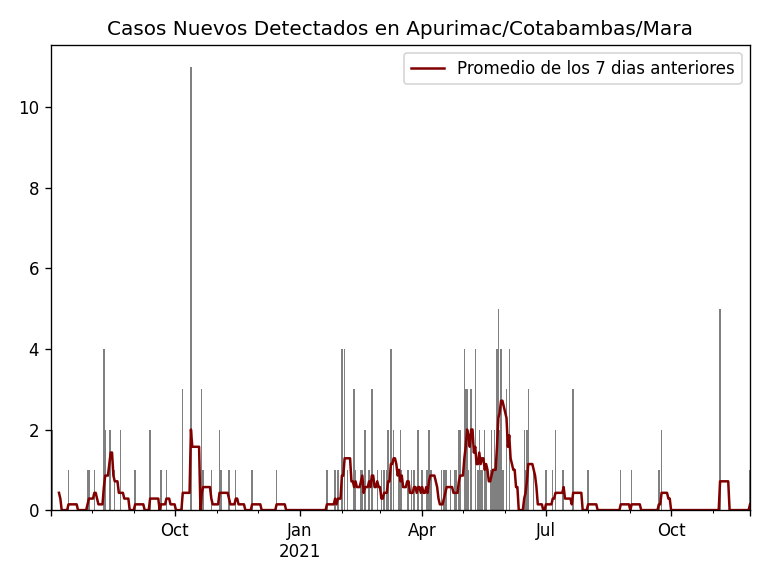 Casos Nuevos Detectados en Apurimac/Cotabambas/Mara
Promedio de los 7 dias anteriores
10
8
6
4
2
0
Oct
Jan
2021
Apr
Jul
Oct